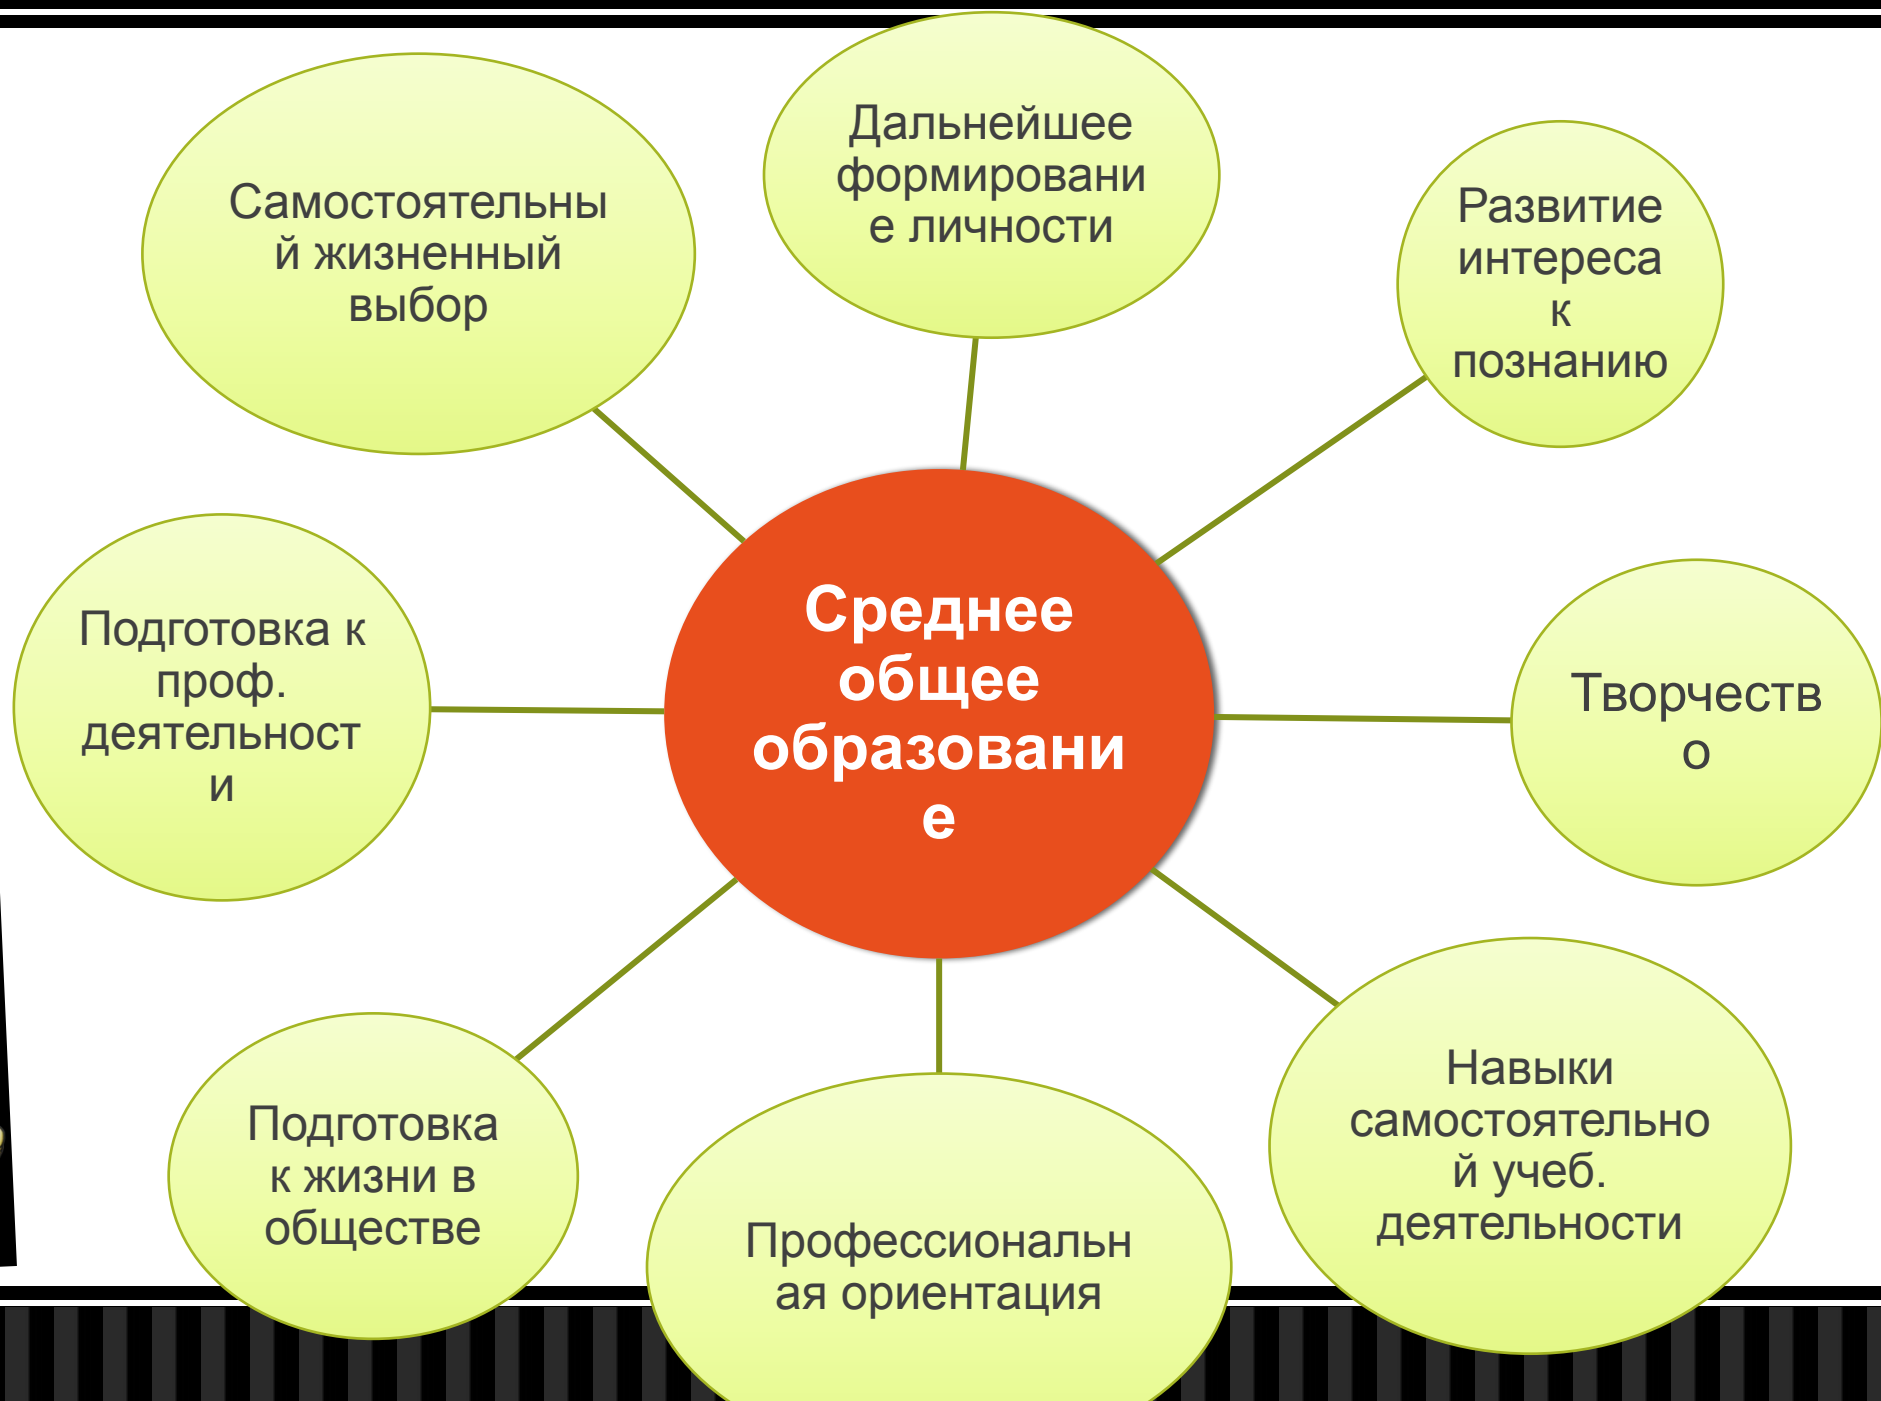 Дальнейшее
формировани
е личности
Развитие
интереса
к
познанию
Творчеств
о
Навыки
самостоятельно
й учеб.
деятельности
Профессиональн
ая ориентация
Подготовка
к жизни в
обществе
Подготовка к
проф.
деятельност
и
Самостоятельны
й жизненный
выбор
Среднее
общее
образовани
е